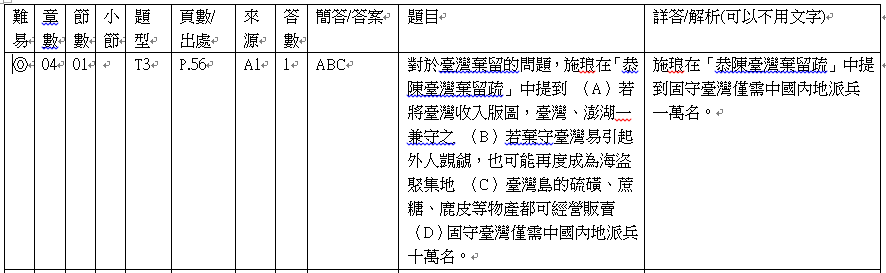 難易 章數 節數 小節 題型 頁數/出處 來源 答數 簡答/答案 題目 詳答/解析(可以不用文字)
◎ 04 01 T3 P.56 A1 1 ABC
對於臺灣棄留的問題，施琅在「恭
陳臺灣棄留疏」中提到 （A）若
將臺灣收入版圖，臺灣、澎湖一
兼守之 （B）若棄守臺灣易引起
外人覬覦，也可能再度成為海盜
聚集地 （C）臺灣島的硫磺、蔗
糖、鹿皮等物產都可經營販賣
（D）固守臺灣僅需中國內地派兵
十萬名。
施琅在「恭陳臺灣棄留疏」中提
到固守臺灣僅需中國內地派兵
一萬名。